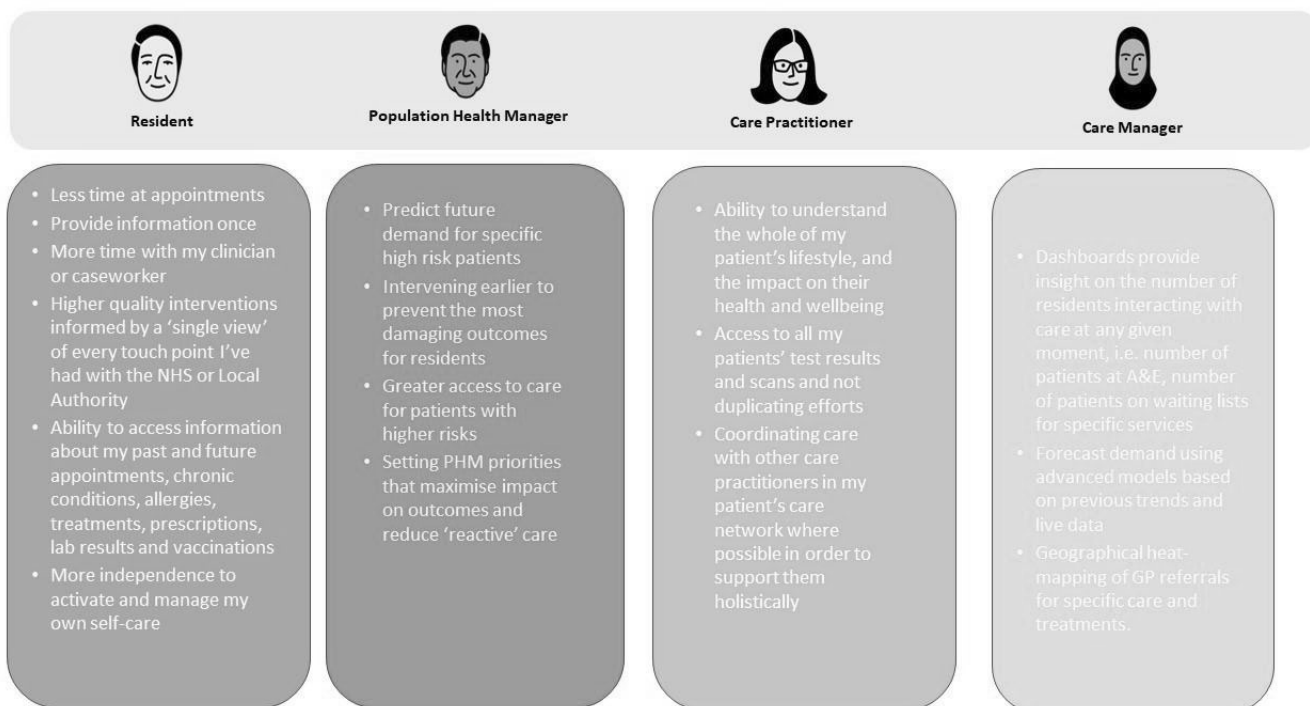 Resident
Population Health Manager
Care Practitioner
Care Manager
• Less time at appointments
• Provide information once
• More time with my clinician
or caseworker
• Higher quality interventions
informed by a ‘single view’
of every touch point I’ve
had with the NHS or Local
Authority
• Ability to access information
about my past and future
appointments, chronic
conditions, allergies,
treatments, prescriptions,
lab results and vaccinations
• More independence to
activate and manage my
own self-care
• Predict future
demand for specific
high risk patients
• Intervening earlier to
prevent the most
damaging outcomes
for residents
• Greater access to care
for patients with
higher risks
• Setting PHM priorities
that maximise impact
on outcomes and
reduce ‘reactive’ care
• Ability to understand
the whole of my
patient’s lifestyle, and
the impact on their
health and wellbeing
• Access to all my
patients’ test results
and scans and not
duplicating efforts
• Coordinating care
with other care
practitioners in my
patient’s care
network where
possible in order to
support them
holistically
• Dashboards provide
insight on the number of
residents interacting with
care at any given
moment, i.e. number of
patients at A&E, number
of patients on waiting lists
for specific services
• Forecast demand using
advanced models based
on previous trends and
live data
• Geographical heat-
mapping of GP referrals
for specific care and
treatments.